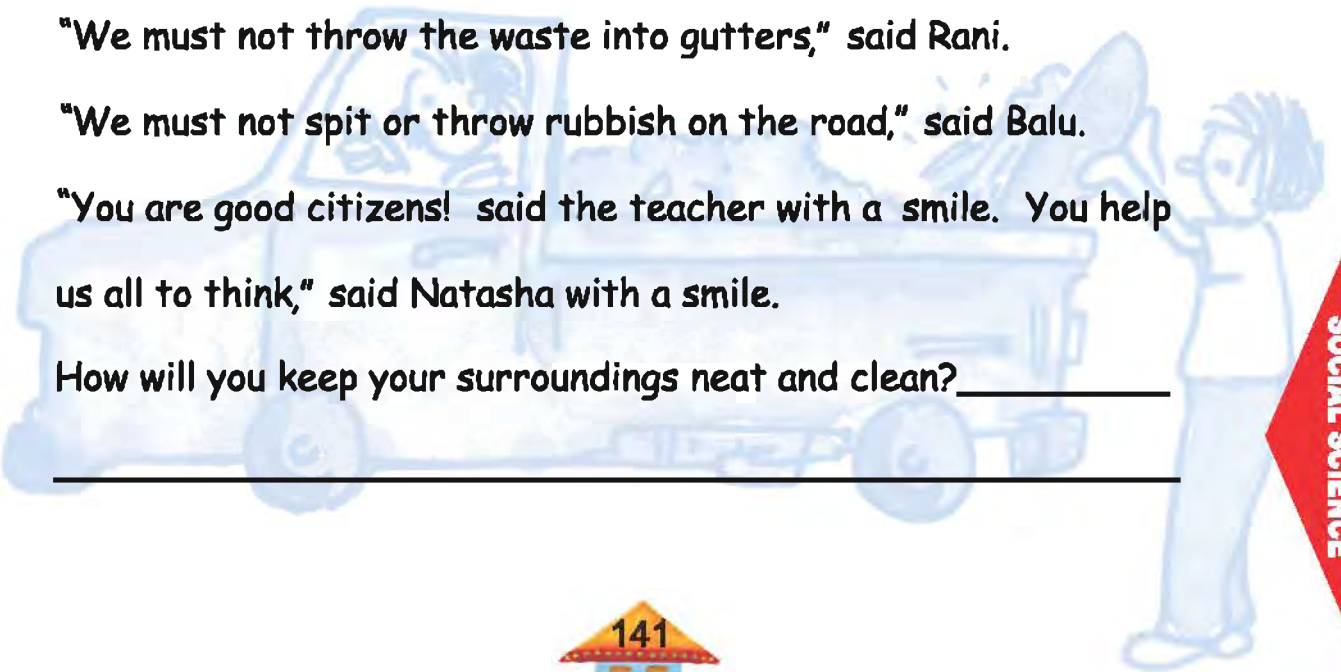 "We must not throw the waste into gutters," said Rani.
"We must not spit or throw rubbish on the road," said Balu.
"You are good citizens! said the teacher with a smile. You help
us all to think," said Natasha with a smile.
How will you keep your surroundings neat and clean?___________
SOCIAL SCIENCE
141